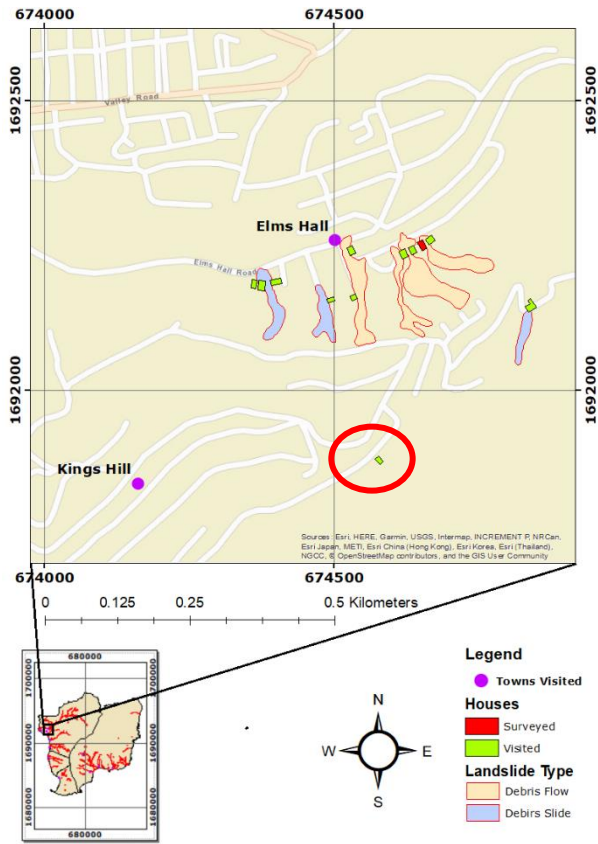 674000 674500
1692500
1692500
Valley Road
Elms Hall
Elms Hall Road
1692000
1692000
Kings Hill
Sources: Esri, HERE, Garmin, USGS, Intermap, INCREMENT P, NRCan,
Esri Japan, METI, Esri China (Hong Kong), Esri Korea, Esri (Thailand),
NGCC, © OpenStreetMap contributors, and the GIS User Community
674000 674500
0 0.125 0.25 0.5 Kilometers
680000
1700000
1700000
1690000
1690000
1680000
1680000
680000
N
W E
S
Legend
Towns Visited
Houses
Surveyed
Visited
Landslide Type
Debris Flow
Debirs Slide